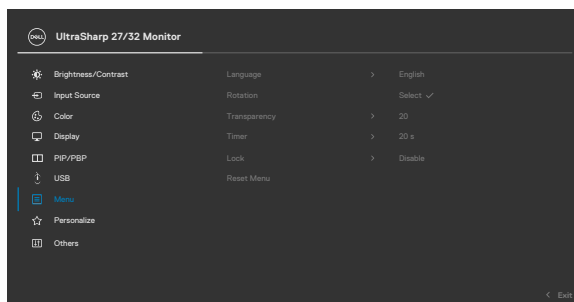 DELL UltraSharp 27/32 Monitor
Brightness/Contrast Language > English
Input Source Rotation Select ✓
Color Transparency > 20
Display Timer > 20 s
PIP/PBP Lock > Disable
USB Reset Menu
Menu
Personalize
Others
< Exit